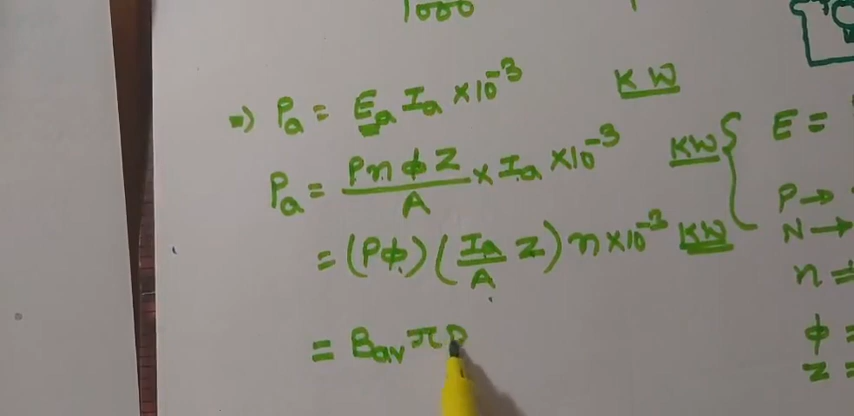 1000
⇒ Pa = Ea Ia × 10⁻³ KW
Pa = PnφZ/A × Ia × 10⁻³ KW
= (Pφ) (Ia/A Z) n × 10⁻³ KW
= Bav π
E =
P →
N →
n =
φ =
Z =